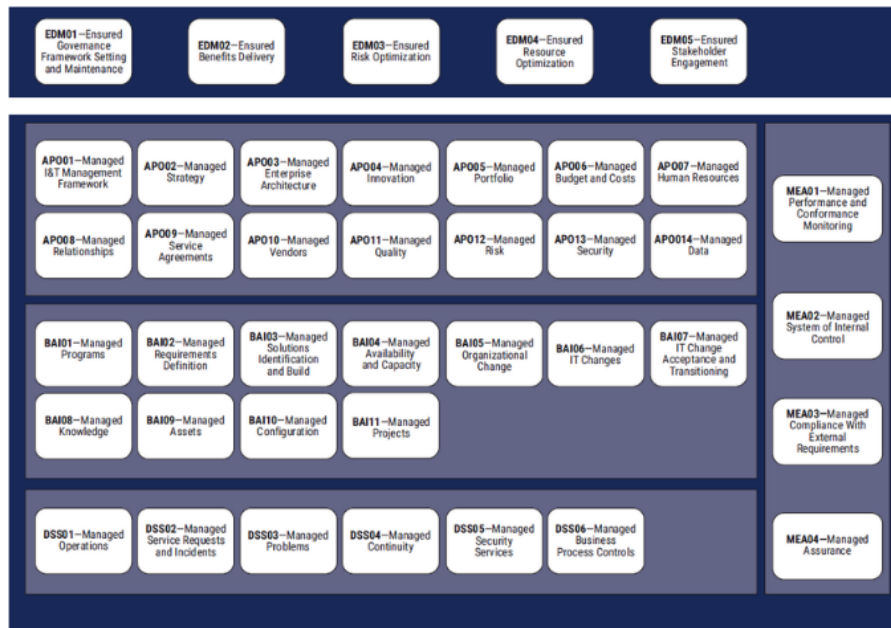 EDM01—Ensured
Governance
Framework Setting
and Maintenance
EDM02—Ensured
Benefits Delivery
EDM03—Ensured
Risk Optimization
EDM04—Ensured
Resource
Optimization
EDM05—Ensured
Stakeholder
Engagement
APO01—Managed
I&T Management
Framework
APO02—Managed
Strategy
APO03—Managed
Enterprise
Architecture
APO04—Managed
Innovation
APO05—Managed
Portfolio
APO06—Managed
Budget and Costs
APO07—Managed
Human Resources
APO08—Managed
Relationships
APO09—Managed
Service
Agreements
APO10—Managed
Vendors
APO11—Managed
Quality
APO12—Managed
Risk
APO13—Managed
Security
APO014—Managed
Data
BAI01—Managed
Programs
BAI02—Managed
Requirements
Definition
BAI03—Managed
Solutions
Identification
and Build
BAI04—Managed
Availability
and Capacity
BAI05—Managed
Organizational
Change
BAI06—Managed
IT Changes
BAI07—Managed
IT Change
Acceptance and
Transitioning
BAI08—Managed
Knowledge
BAI09—Managed
Assets
BAI10—Managed
Configuration
BAI11—Managed
Projects
DSS01—Managed
Operations
DSS02—Managed
Service Requests
and Incidents
DSS03—Managed
Problems
DSS04—Managed
Continuity
DSS05—Managed
Security
Services
DSS06—Managed
Business
Process Controls
MEA01—Managed
Performance and
Conformance
Monitoring
MEA02—Managed
System of Internal
Control
MEA03—Managed
Compliance With
External
Requirements
MEA04—Managed
Assurance